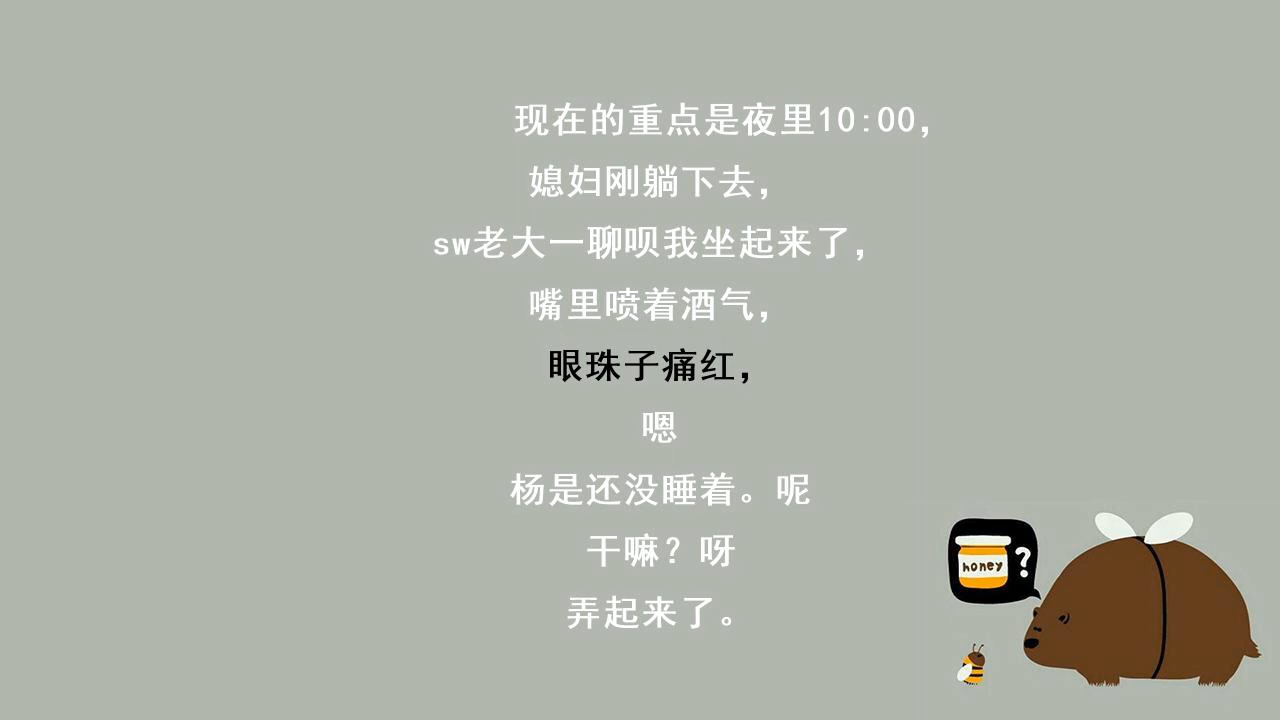 现在的重点是夜里10:00，
媳妇刚躺下去，
sw老大一聊呗我坐起来了，
嘴里喷着酒气，
眼珠子痛红，
嗯
杨是还没睡着。呢
干嘛？呀
弄起来了。
honey ?